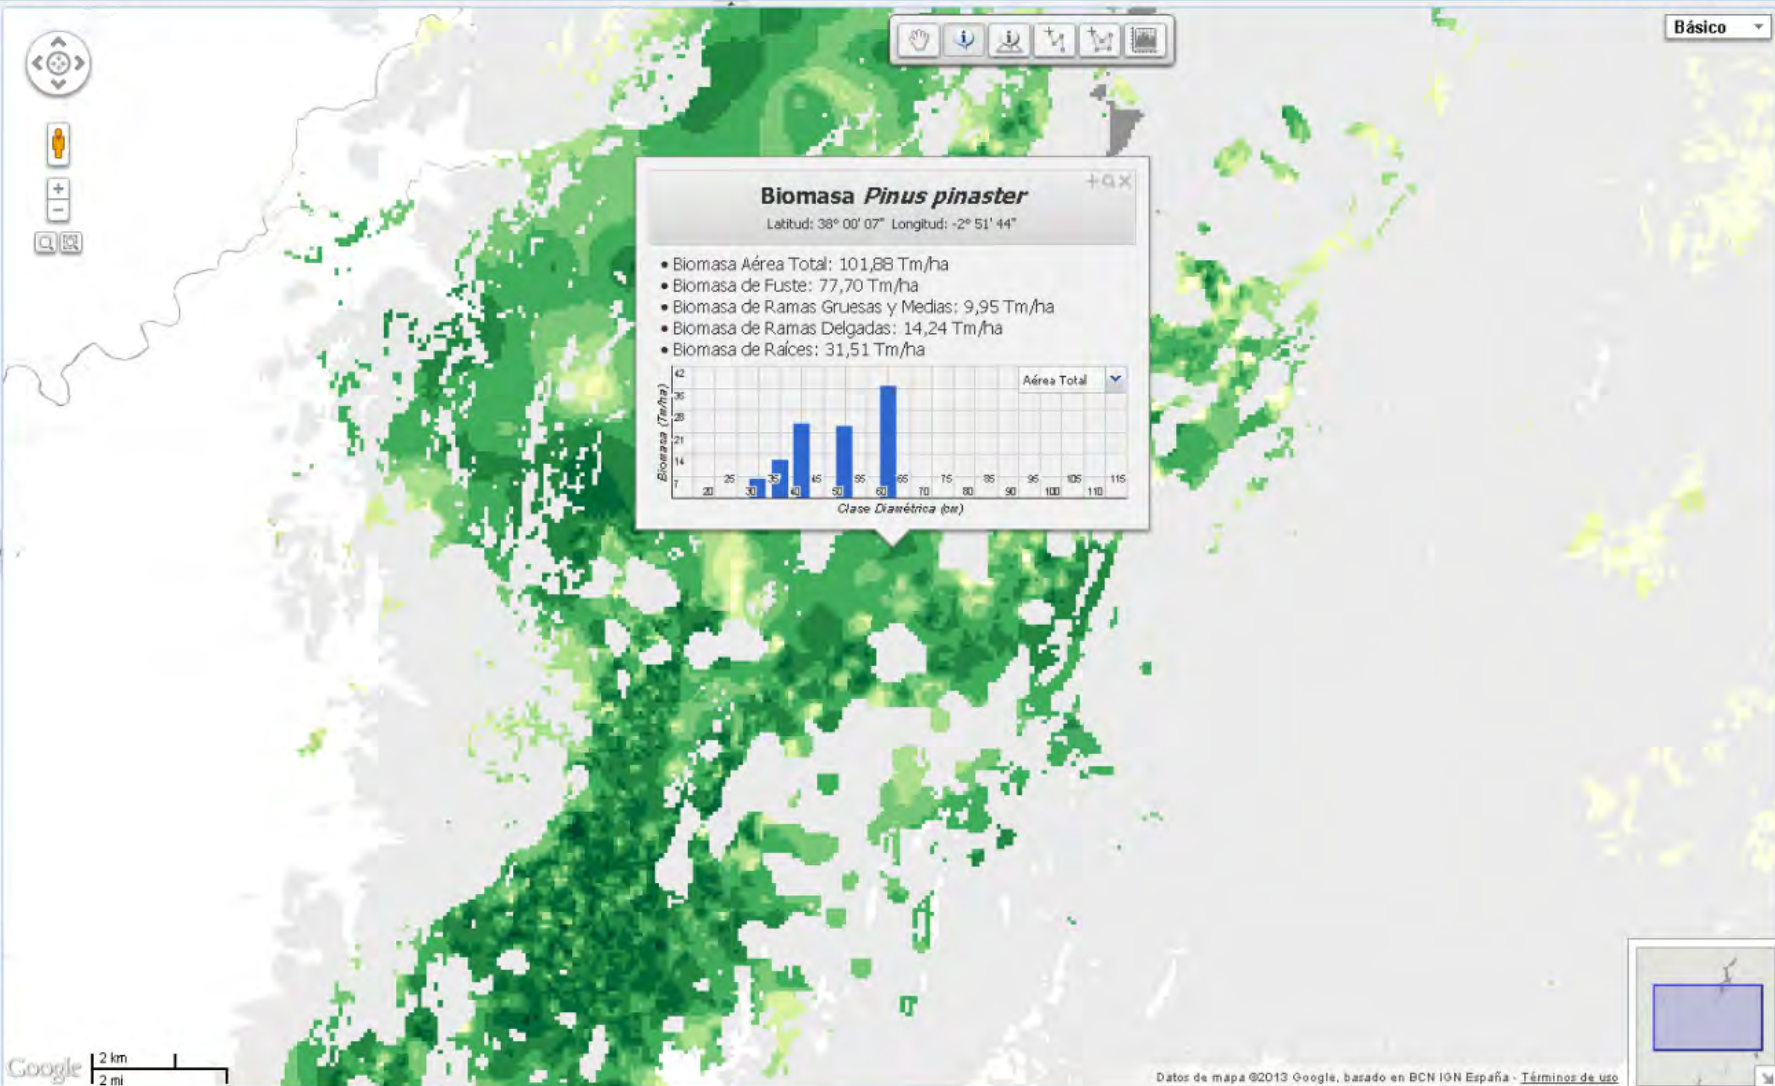 Básico
Biomasa Pinus pinaster
Latitud: 38° 00' 07" Longitud: -2° 51' 44"
• Biomasa Aérea Total: 101,88 Tm/ha
• Biomasa de Fuste: 77,70 Tm/ha
• Biomasa de Ramas Gruesas y Medias: 9,95 Tm/ha
• Biomasa de Ramas Delgadas: 14,24 Tm/ha
• Biomasa de Raíces: 31,51 Tm/ha
Aérea Total
Biomasa (Tm/ha)
42
35
28
21
14
7
25 35 45 55 65 75 85 95 105 115
20 30 40 50 60 70 80 90 100 110
Clase Diamétrica (cm)
Google
2 km
2 mi
Datos de mapa ©2013 Google, basado en BCN IGN España - Términos de uso